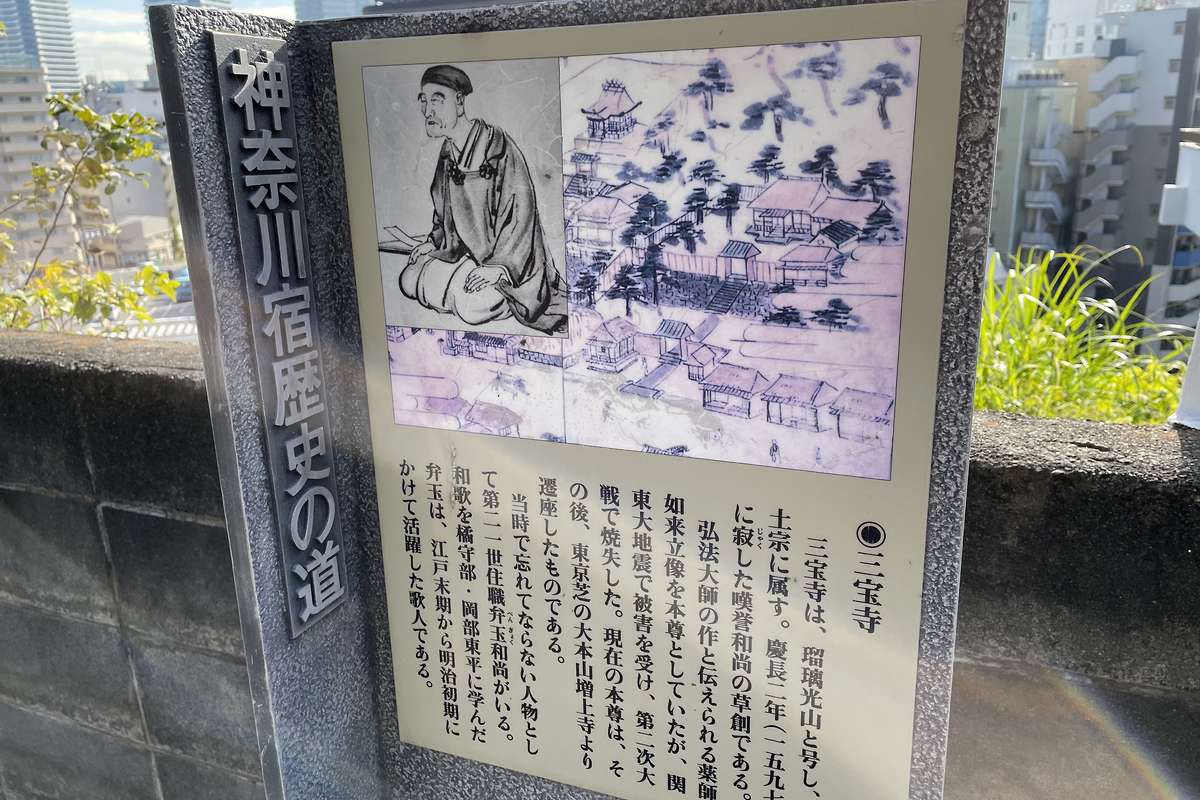 神奈川宿歴史の道
三宝寺
三宝寺は、瑠璃光山と号し、
土宗に属す。慶長二年(一五九七
に寂した嘆誉和尚の草創である。
弘法大師の作と伝えられる薬師
如来立像を本尊としていたが、関
東大地震で被害を受け、第二次大
戦で焼失した。現在の本尊は、そ
の後、東京芝の大本山増上寺より
遷座したものである。
当時で忘れてならない人物とし
て第二一世住職弁玉和尚がいる。
和歌を橘守部・岡部東平に学んだ
弁玉は、江戸末期から明治初期に
かけて活躍した歌人である。
じゃく
べんぎょく